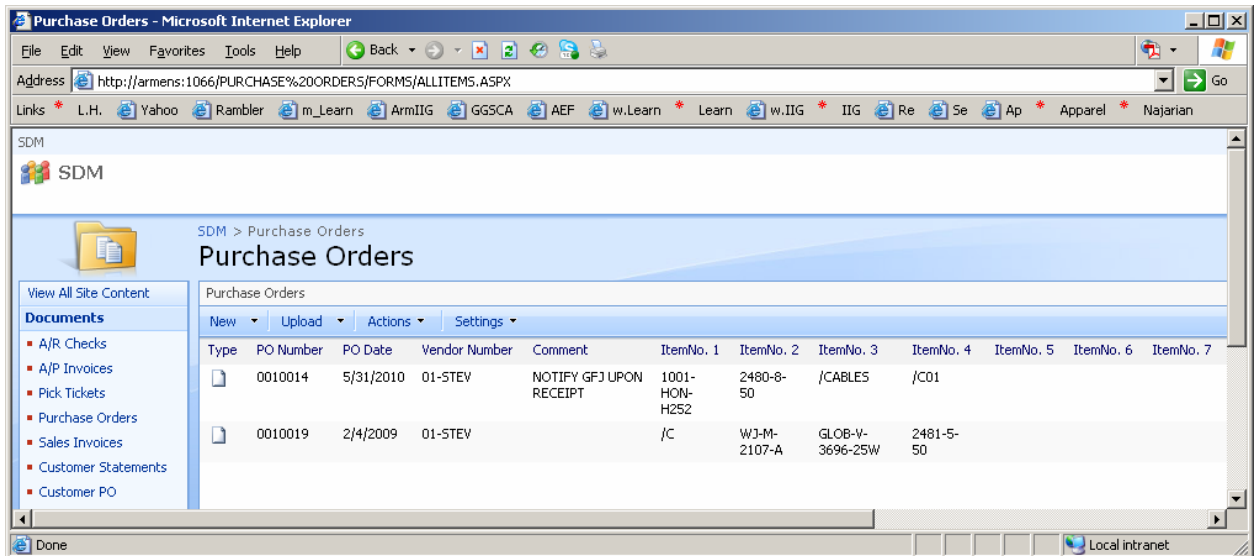 Purchase Orders - Microsoft Internet Explorer
File Edit View Favorites Tools Help Back
Address http://armens:1066/PURCHASE%20ORDERS/FORMS/ALLITEMS.ASPX Go
Links L.H. Yahoo Rambler m_Learn ArmIIG GGSCA AEF w.Learn Learn w.IIG IIG Re Se Ap Apparel Najarian
SDM
SDM
SDM > Purchase Orders
Purchase Orders
View All Site Content
Documents
A/R Checks
A/P Invoices
Pick Tickets
Purchase Orders
Sales Invoices
Customer Statements
Customer PO
Purchase Orders
New Upload Actions Settings
Type PO Number PO Date Vendor Number Comment ItemNo. 1 ItemNo. 2 ItemNo. 3 ItemNo. 4 ItemNo. 5 ItemNo. 6 ItemNo. 7
0010014 5/31/2010 01-STEV NOTIFY GFJ UPON 1001- 2480-8- /CABLES /C01
RECEIPT HON- 50
H252
0010019 2/4/2009 01-STEV /C WJ-M- GLOB-V- 2481-5-
2107-A 3696-25W 50
Done Local intranet